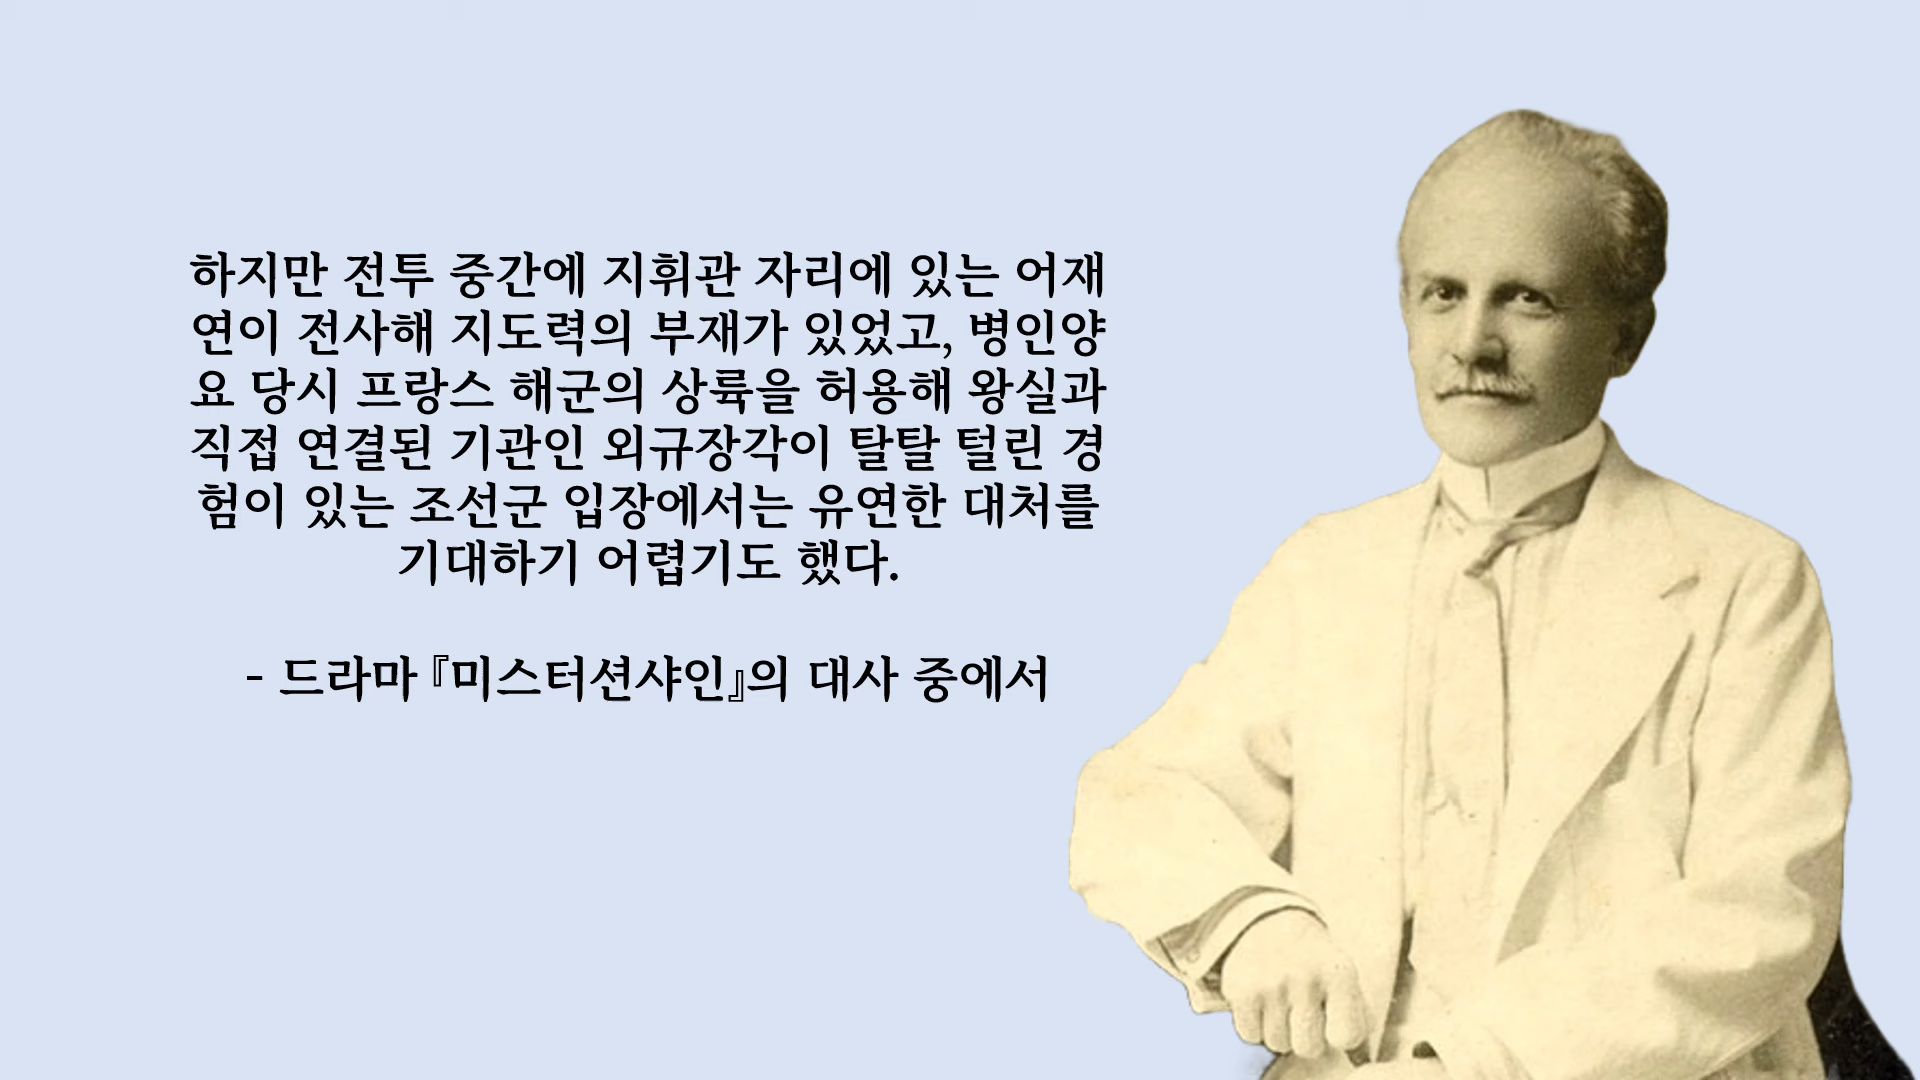 하지만 전투 중간에 지휘관 자리에 있는 어재
연이 전사해 지도력의 부재가 있었고, 병인양
요 당시 프랑스 해군의 상륙을 허용해 왕실과
직접 연결된 기관인 외규장각이 탈탈 털린 경
험이 있는 조선군 입장에서는 유연한 대처를
기대하기 어렵기도 했다.
- 드라마 『미스터션샤인』의 대사 중에서